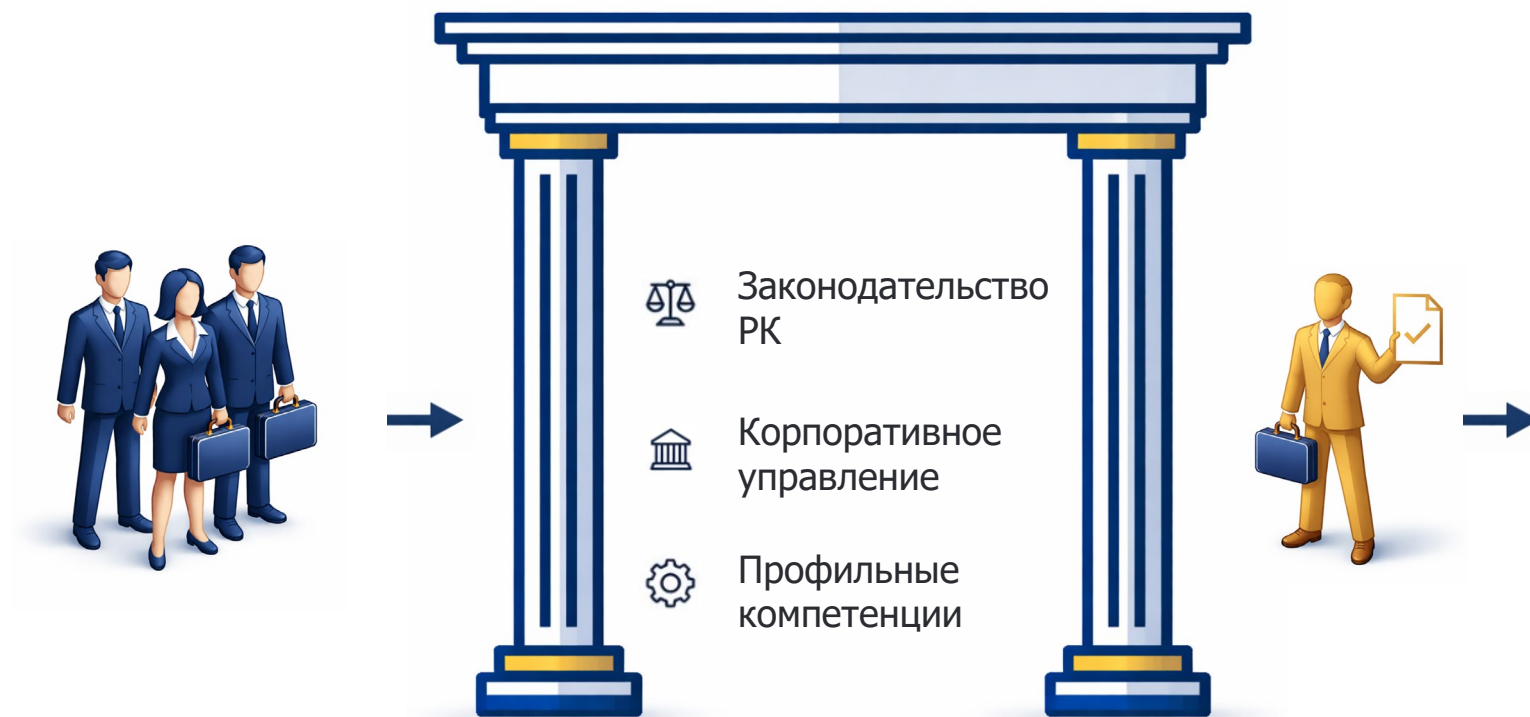 Законодательство
РК
Корпоративное
управление
Профильные
компетенции